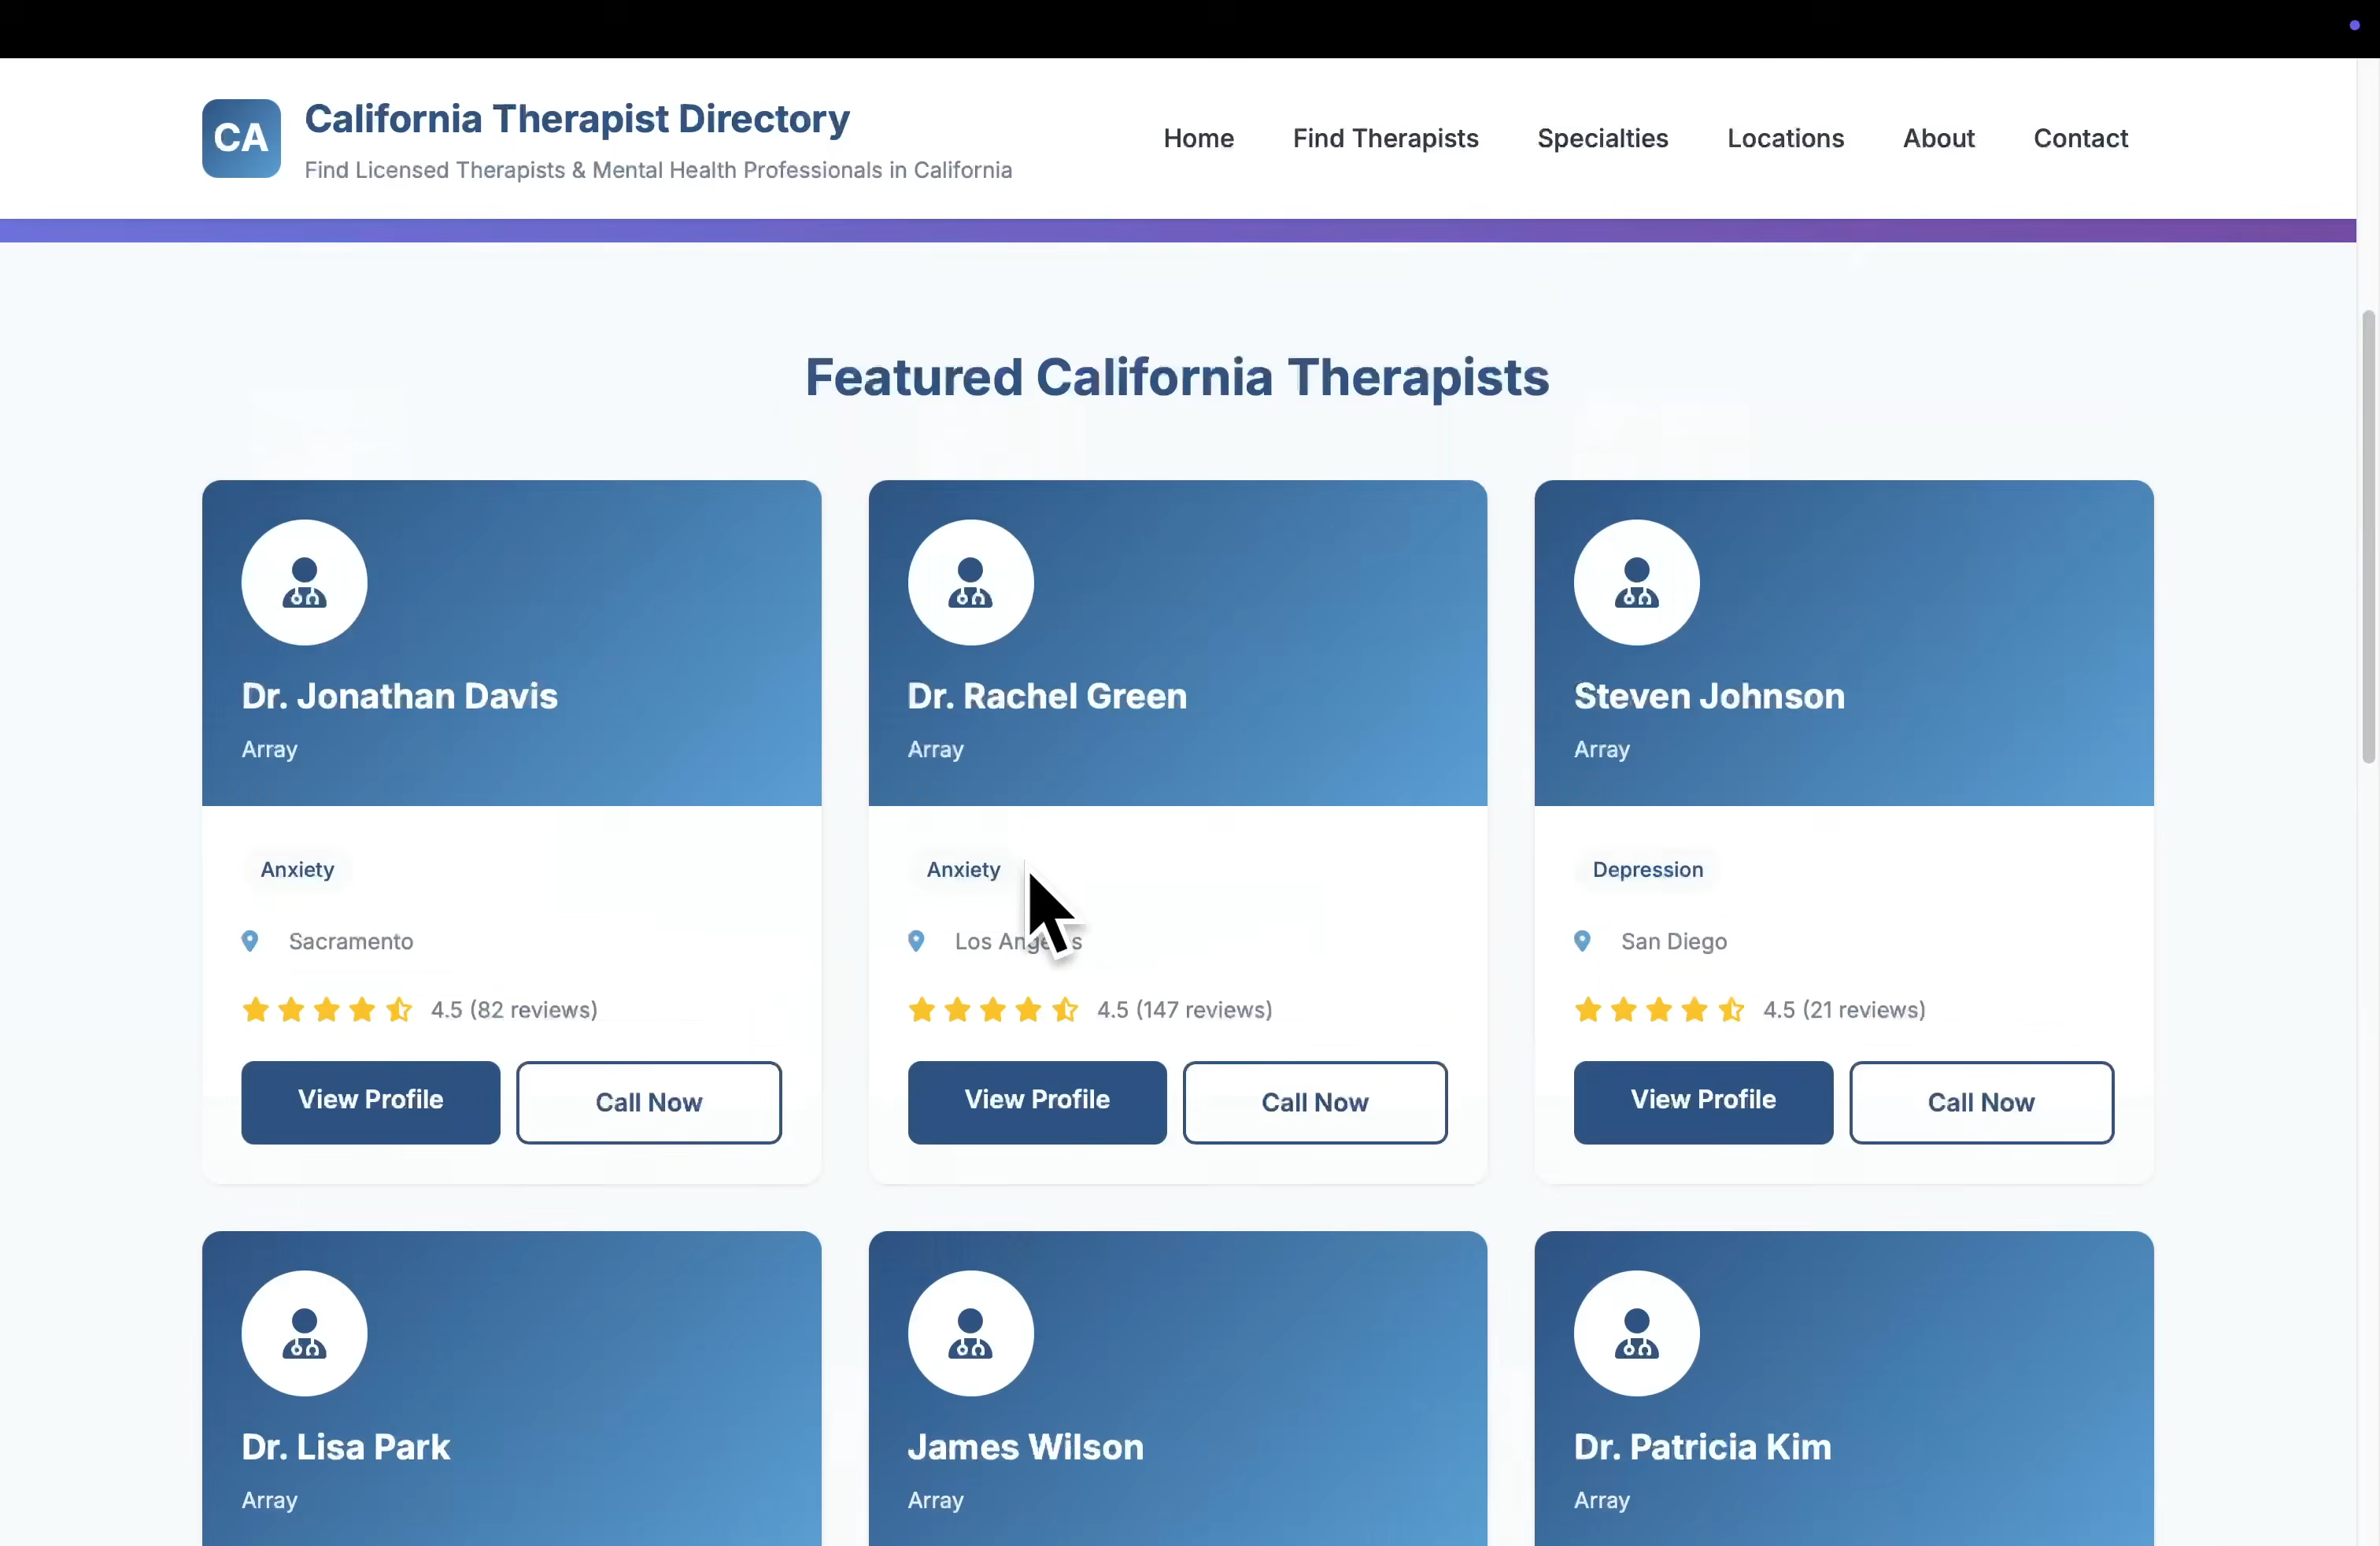 CA
California Therapist Directory
Find Licensed Therapists & Mental Health Professionals in California
Home Find Therapists Specialties Locations About Contact
Featured California Therapists
Dr. Jonathan Davis
Array
Anxiety
Sacramento
4.5 (82 reviews)
View Profile Call Now
Dr. Rachel Green
Array
Anxiety
Los
4.5 (147 reviews)
View Profile Call Now
Steven Johnson
Array
Depression
San Diego
4.5 (21 reviews)
View Profile Call Now
Dr. Lisa Park
Array
James Wilson
Array
Dr. Patricia Kim
Array